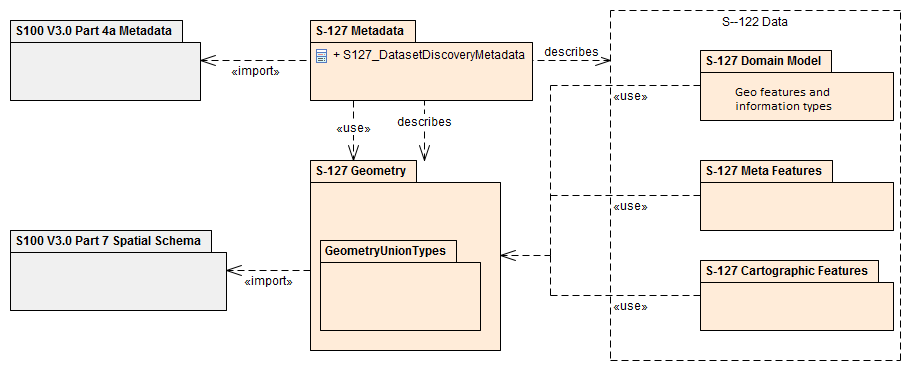 S--122 Data
S100 V3.0 Part 4a Metadata
S-127 Metadata
+ S127_DatasetDiscoveryMetadata
describes
«import»
S-127 Domain Model
Geo features and
information types
«use»
«use»
describes
S-127 Geometry
S-127 Meta Features
«use»
S100 V3.0 Part 7 Spatial Schema
GeometryUnionTypes
«import»
S-127 Cartographic Features
«use»